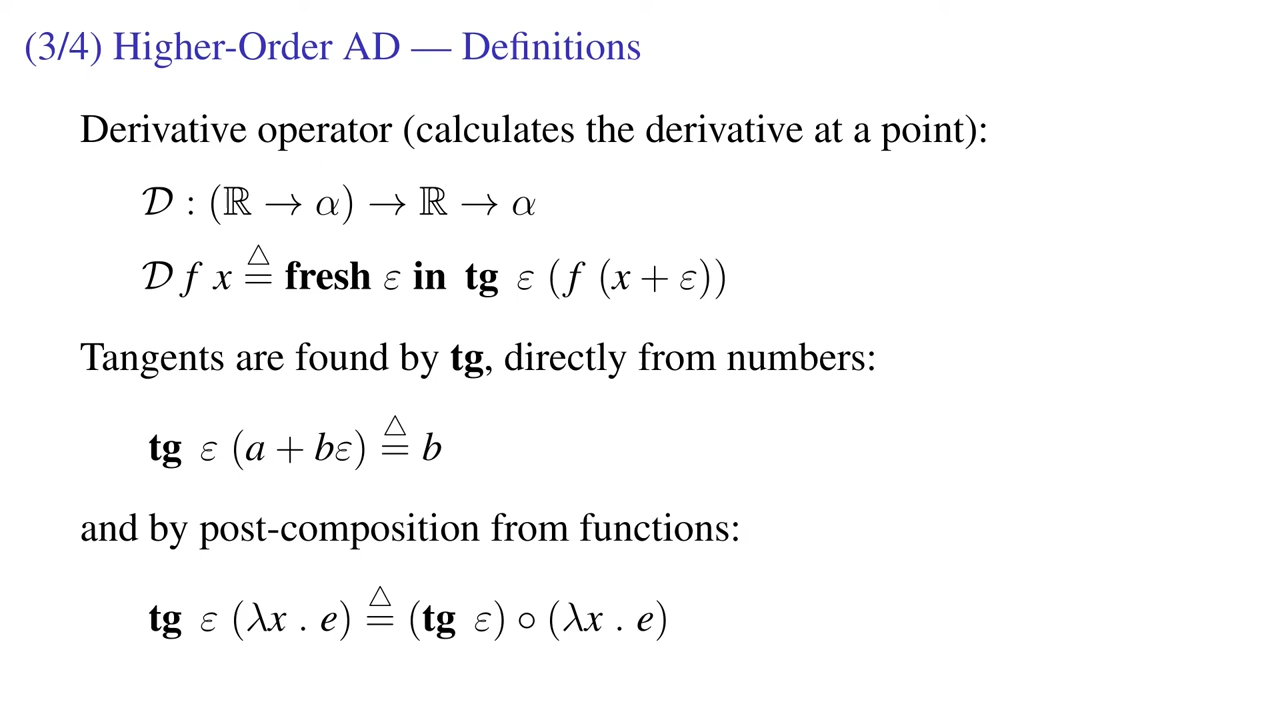 (3/4) Higher-Order AD — Definitions
Derivative operator (calculates the derivative at a point):
𝒟 : (ℝ → α) → ℝ → α
𝒟 f x ≜ fresh ε in tg ε (f (x + ε))
Tangents are found by tg, directly from numbers:
tg ε (a + bε) ≜ b
and by post-composition from functions:
tg ε (λx . e) ≜ (tg ε) ∘ (λx . e)